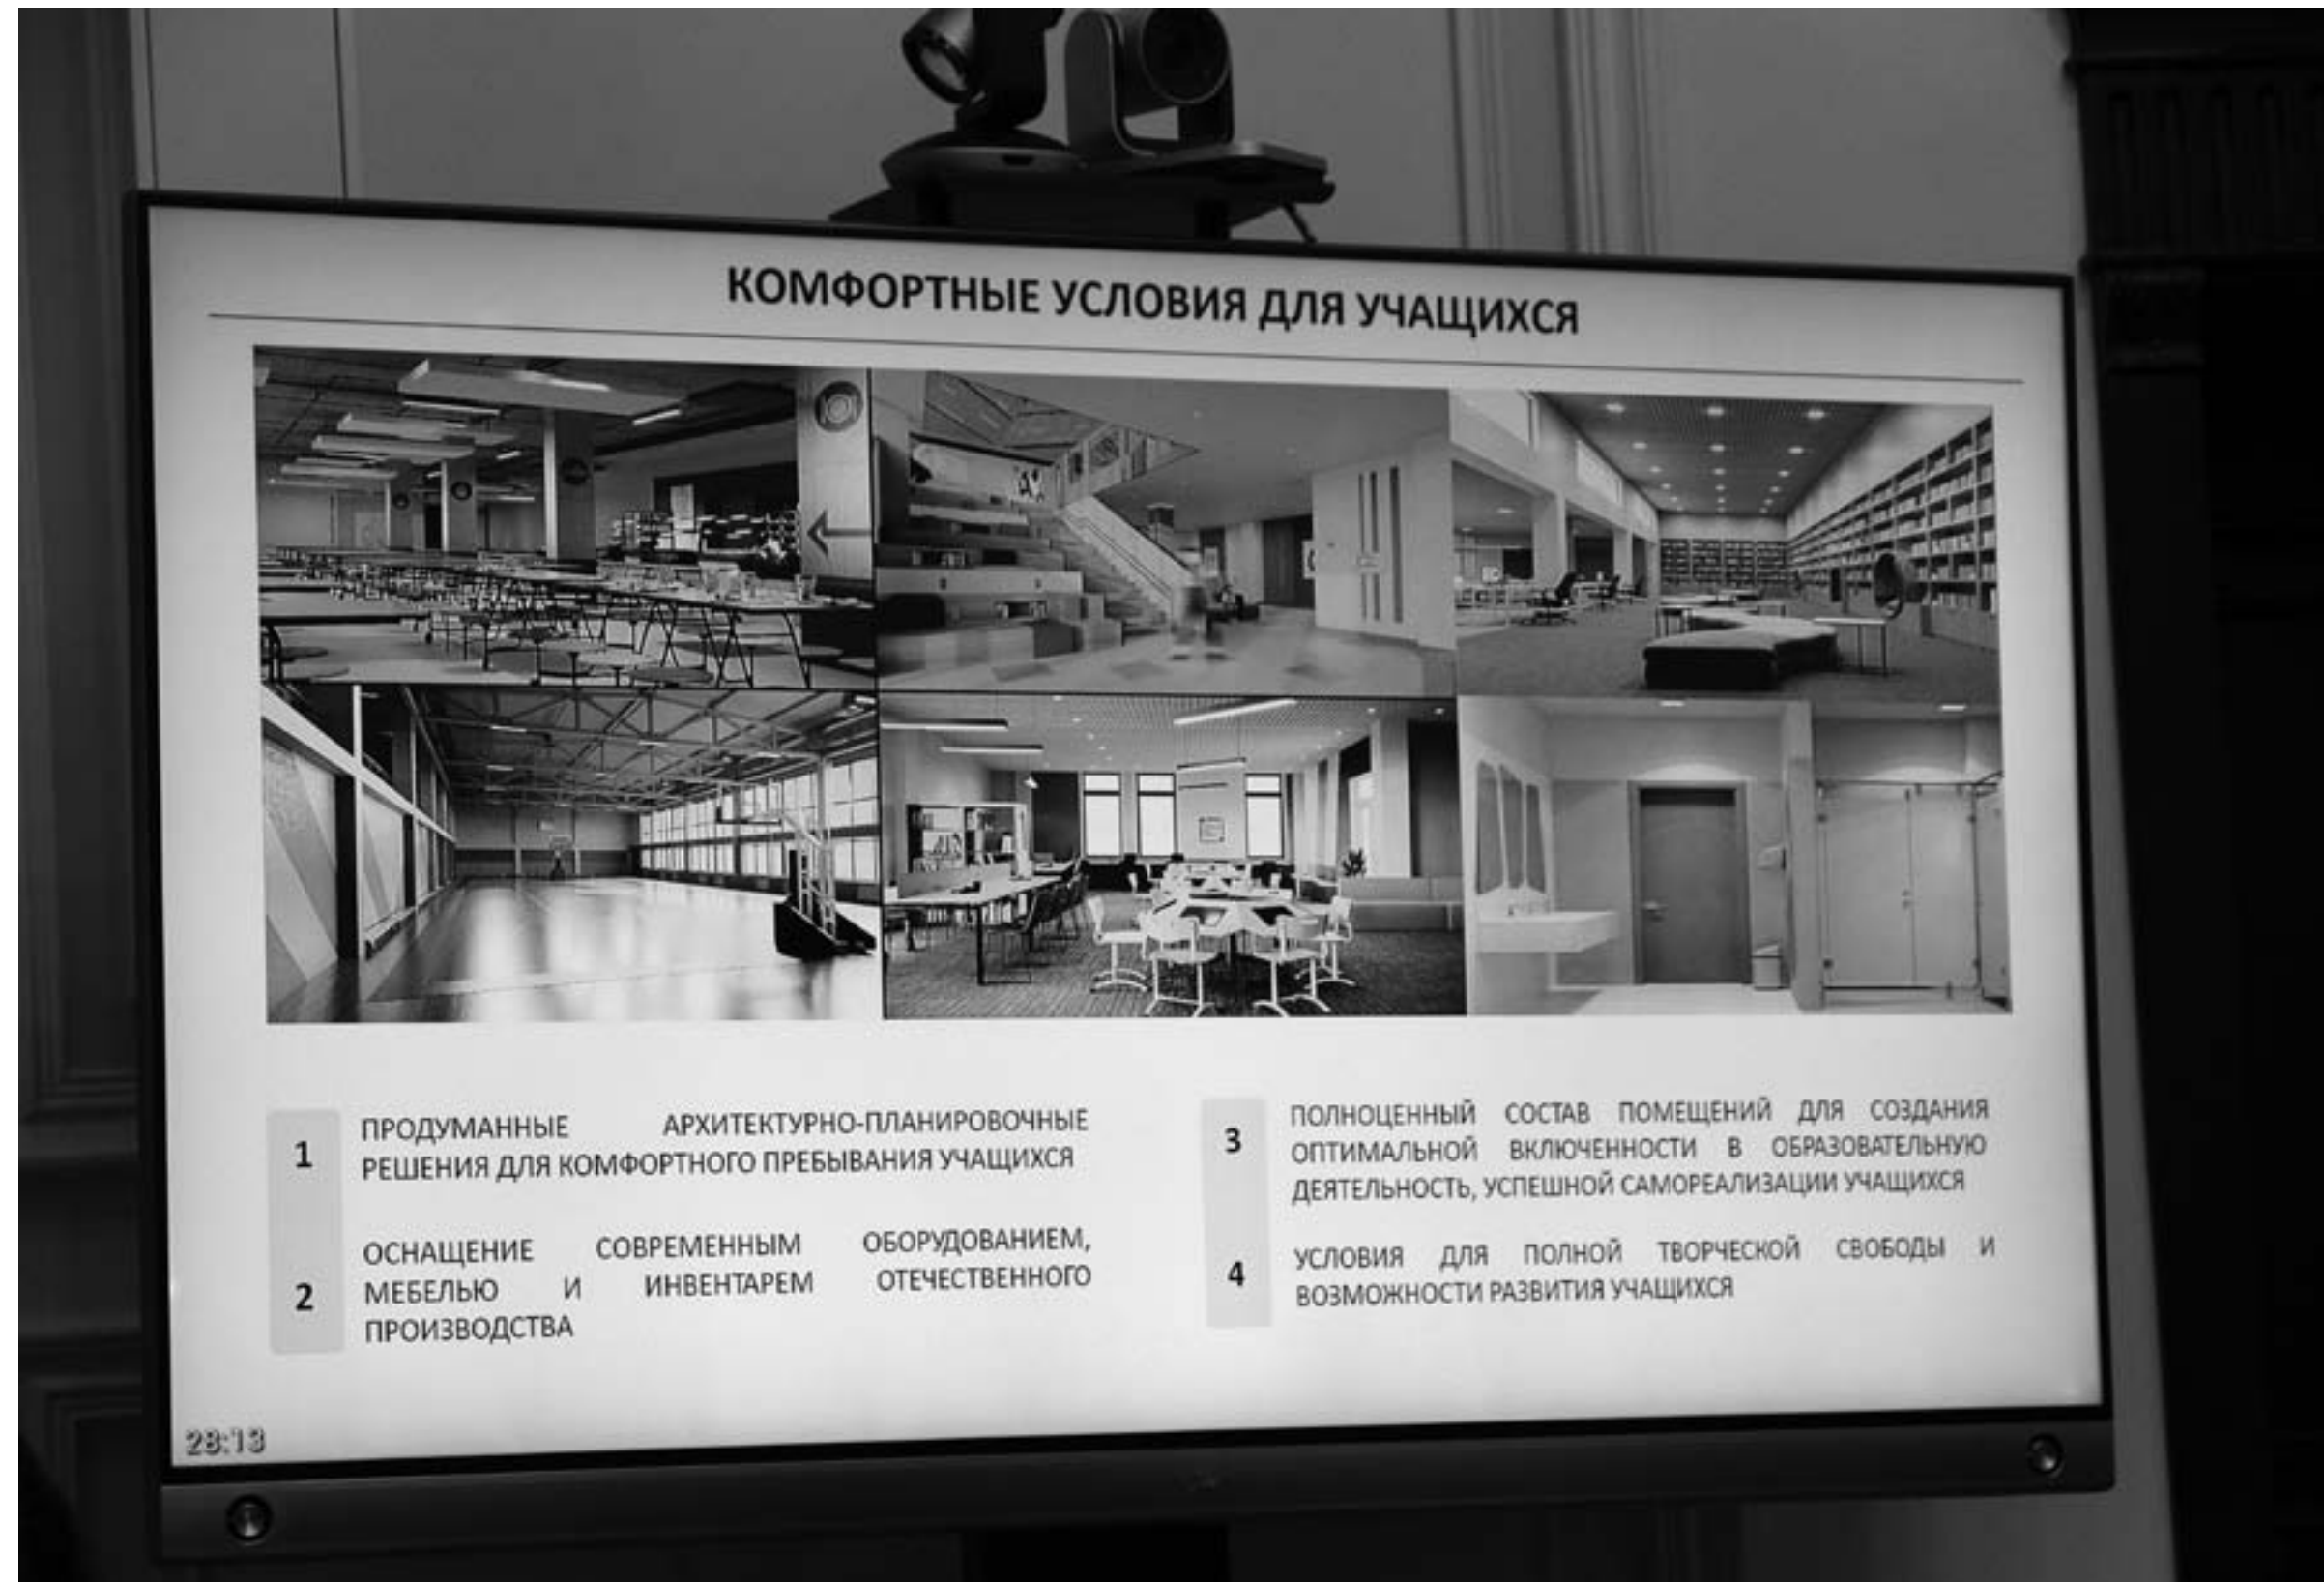 КОМФОРТНЫЕ УСЛОВИЯ ДЛЯ УЧАЩИХСЯ
1
ПРОДУМАННЫЕ АРХИТЕКТУРНО-ПЛАНИРОВОЧНЫЕ
РЕШЕНИЯ ДЛЯ КОМФОРТНОГО ПРЕБЫВАНИЯ УЧАЩИХСЯ
2
ОСНАЩЕНИЕ СОВРЕМЕННЫМ ОБОРУДОВАНИЕМ,
МЕБЕЛЬЮ И ИНВЕНТАРЕМ ОТЕЧЕСТВЕННОГО
ПРОИЗВОДСТВА
3
ПОЛНОЦЕННЫЙ СОСТАВ ПОМЕЩЕНИЙ ДЛЯ СОЗДАНИЯ
ОПТИМАЛЬНОЙ ВКЛЮЧЕННОСТИ В ОБРАЗОВАТЕЛЬНУЮ
ДЕЯТЕЛЬНОСТЬ, УСПЕШНОЙ САМОРЕАЛИЗАЦИИ УЧАЩИХСЯ
4
УСЛОВИЯ ДЛЯ ПОЛНОЙ ТВОРЧЕСКОЙ СВОБОДЫ И
ВОЗМОЖНОСТИ РАЗВИТИЯ УЧАЩИХСЯ
28:13